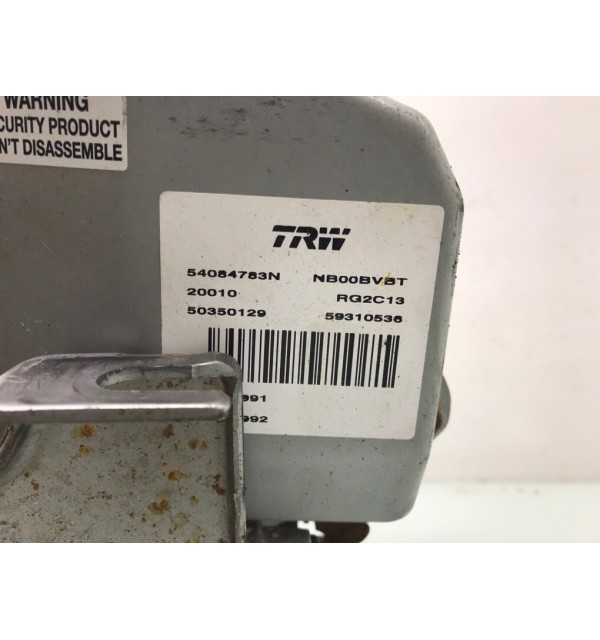 WARNING
CURITY PRODUCT
N'T DISASSEMBLE
TRW
54084783N NB00BVBT
20010 RG2C13
50350129 59310536
991
992